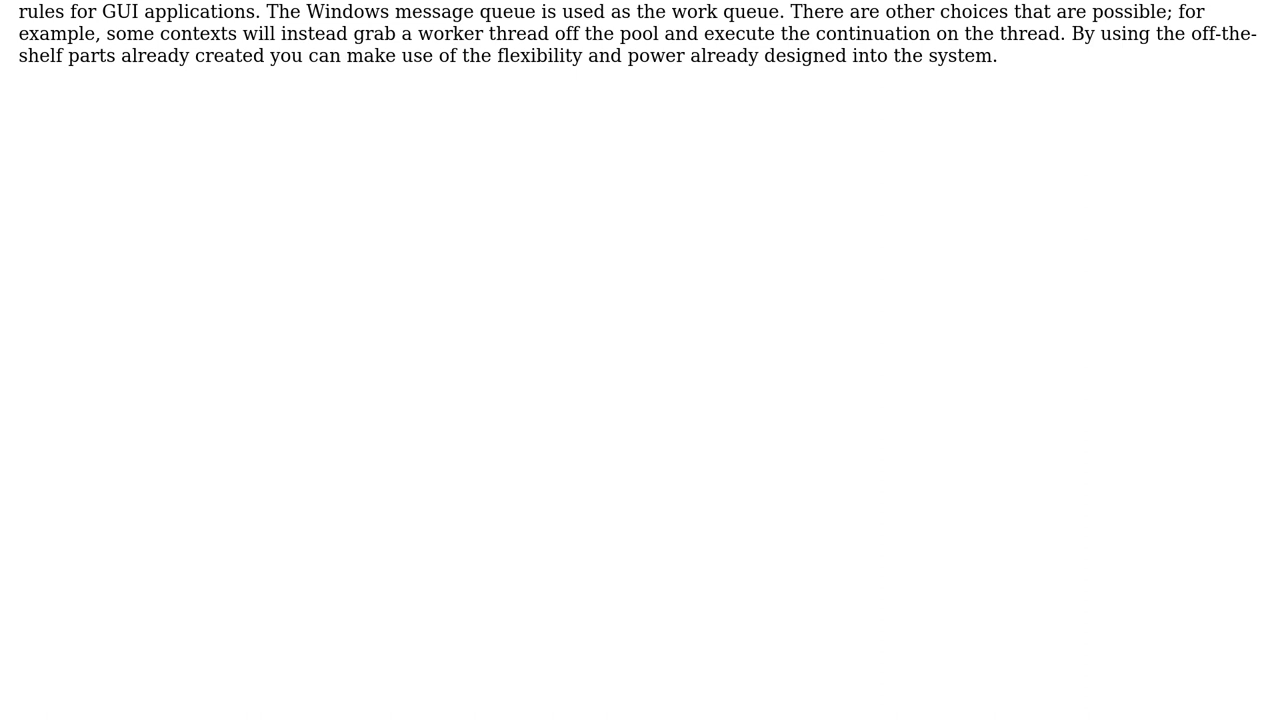 rules for GUI applications. The Windows message queue is used as the work queue. There are other choices that are possible; for
example, some contexts will instead grab a worker thread off the pool and execute the continuation on the thread. By using the off-the-
shelf parts already created you can make use of the flexibility and power already designed into the system.